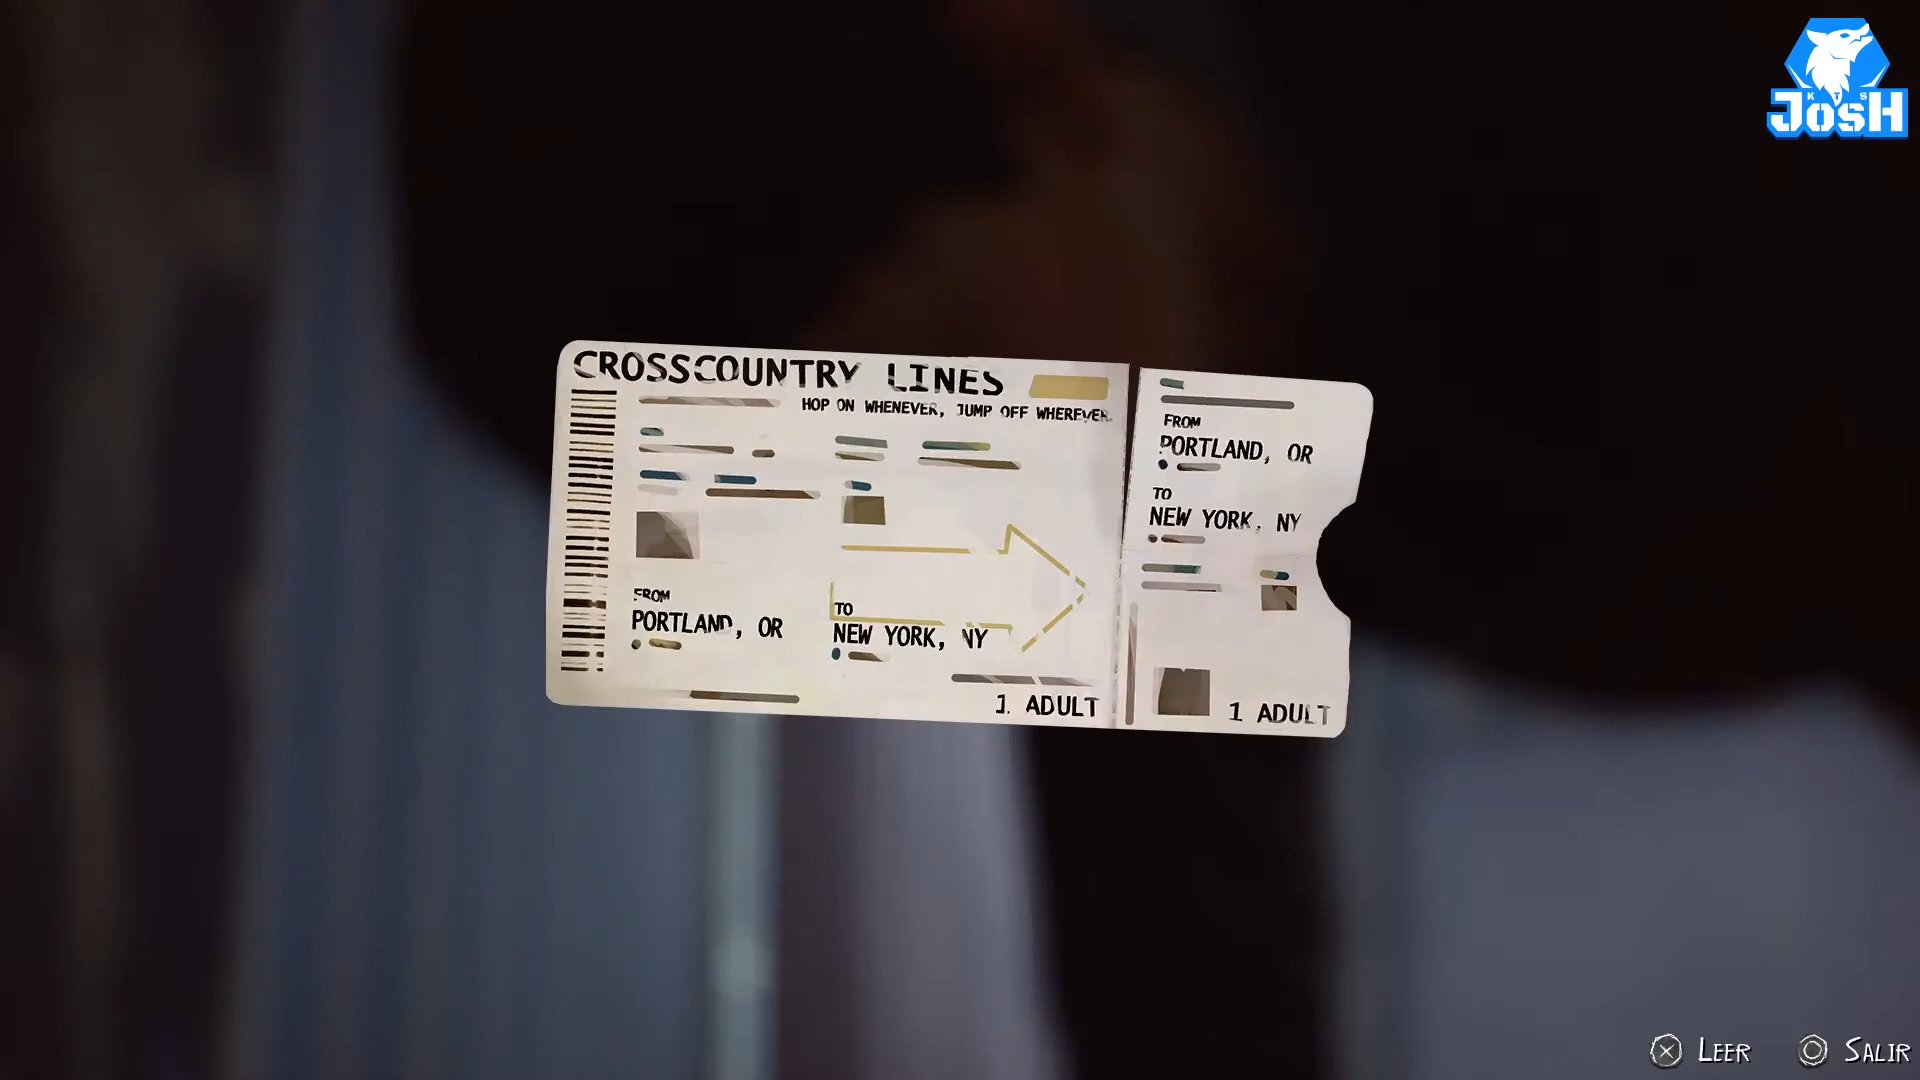 KTS
JOSH
CROSSCOUNTRY LINES
HOP ON WHENEVER, JUMP OFF WHEREVER.
FROM
PORTLAND, OR
TO
NEW YORK, NY
1 ADULT
FROM
PORTLAND, OR
TO
NEW YORK, NY
1 ADULT
LEER
SALIR